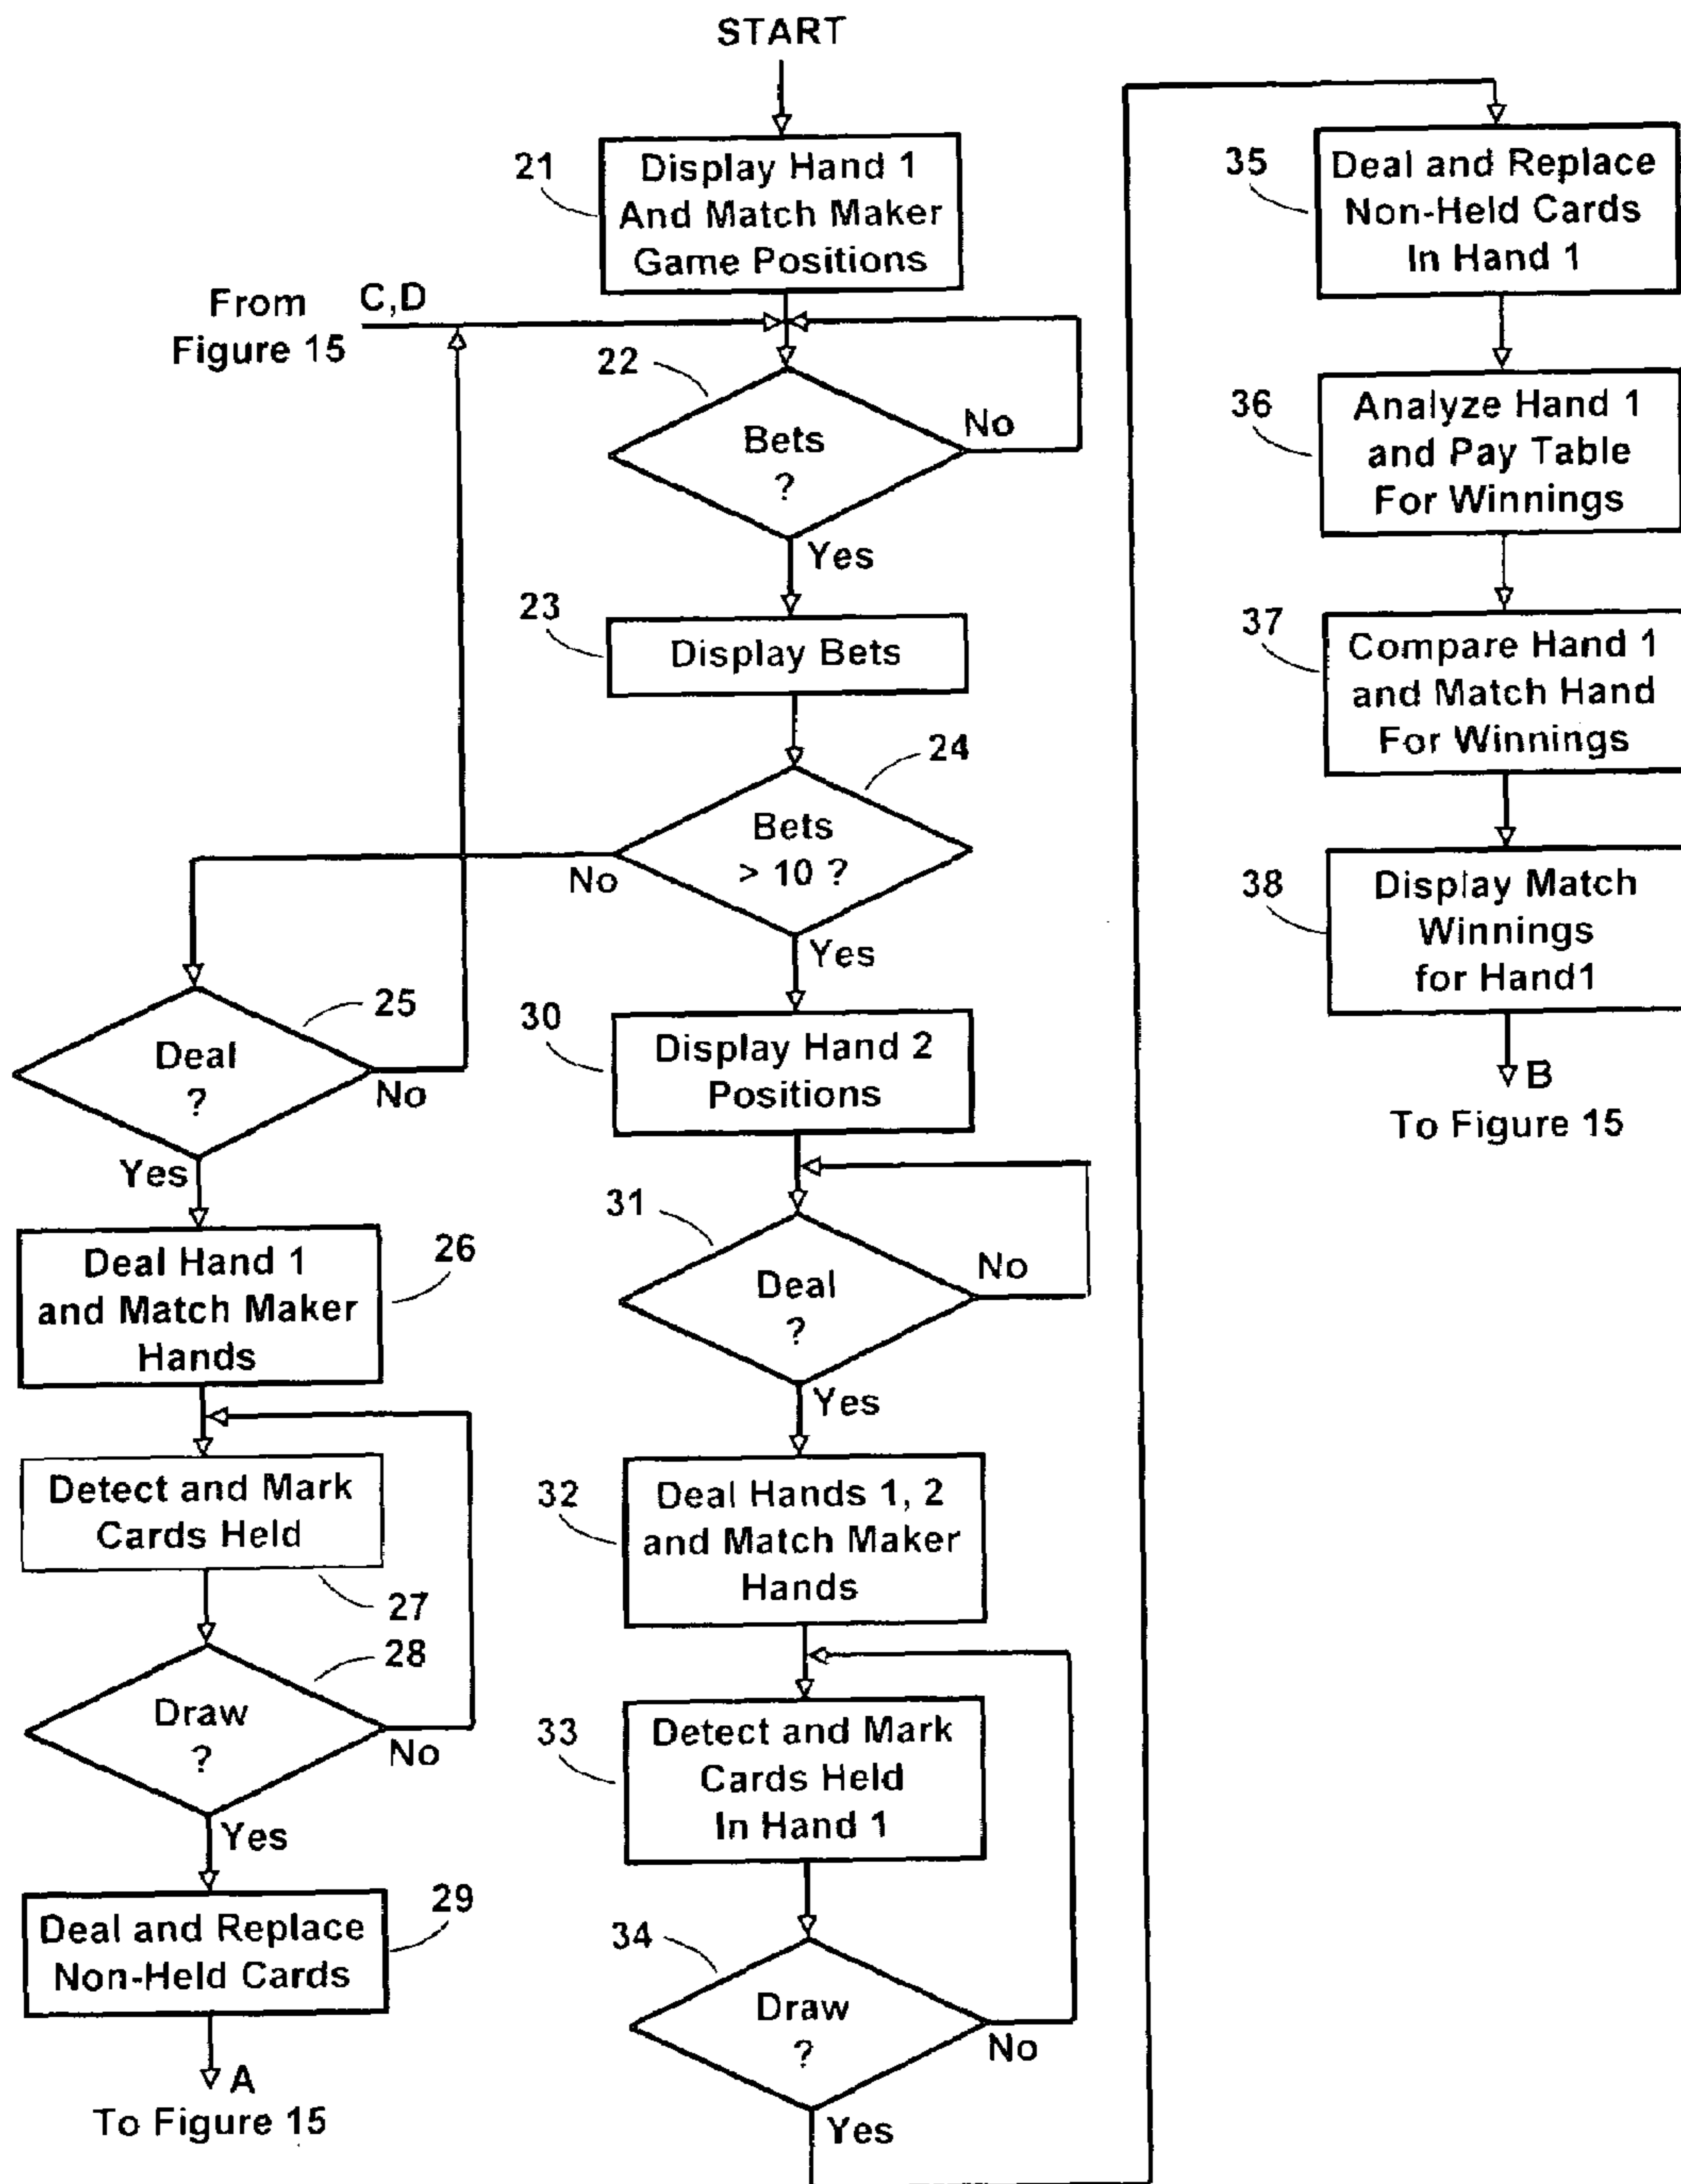 START
21
Display Hand 1
And Match Maker
Game Positions
From
Figure 15
C,D
22
Bets
?
No
Yes
23
Display Bets
24
Bets
> 10 ?
No
Yes
25
Deal
?
No
Yes
26
Deal Hand 1
and Match Maker
Hands
Detect and Mark
Cards Held
27
28
Draw
?
No
Yes
29
Deal and Replace
Non-Held Cards
A
To Figure 15
30
Display Hand 2
Positions
31
Deal
?
No
Yes
32
Deal Hands 1, 2
and Match Maker
Hands
33
Detect and Mark
Cards Held
In Hand 1
34
Draw
?
No
Yes
35
Deal and Replace
Non-Held Cards
In Hand 1
36
Analyze Hand 1
and Pay Table
For Winnings
37
Compare Hand 1
and Match Hand
For Winnings
38
Display Match
Winnings
for Hand1
B
To Figure 15